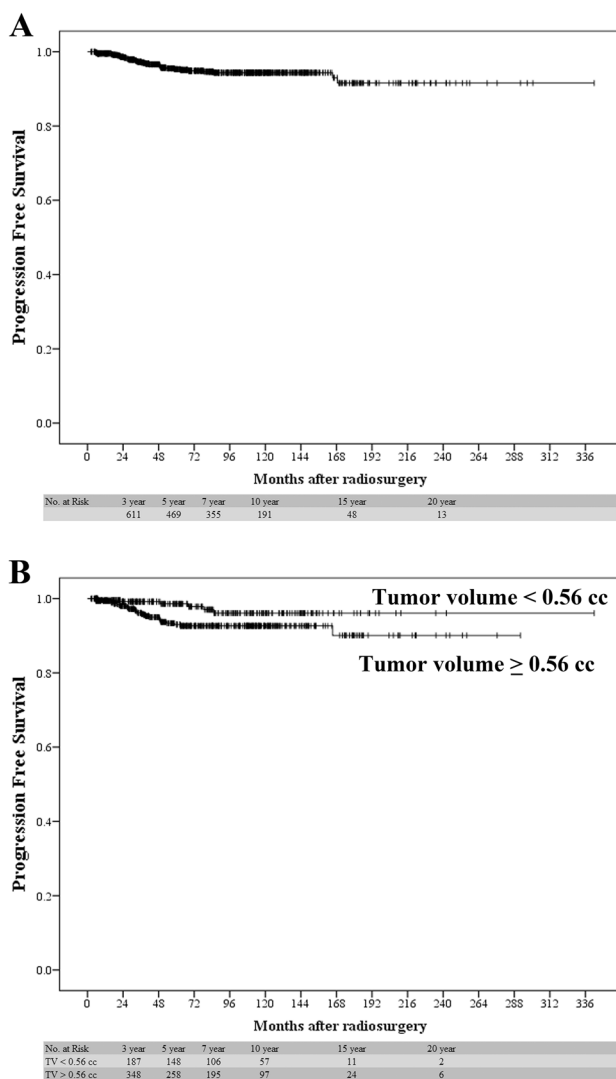 A
Progression Free Survival
1.0
0.8
0.6
0.4
0.2
0.0
0 24 48 72 96 120 144 168 192 216 240 264 288 312 336
Months after radiosurgery
No. at Risk 3 year 5 year 7 year 10 year 15 year 20 year
611 469 355 191 48 13
B
Progression Free Survival
1.0
0.8
0.6
0.4
0.2
0.0
Tumor volume < 0.56 cc
Tumor volume ≥ 0.56 cc
0 24 48 72 96 120 144 168 192 216 240 264 288 312 336
Months after radiosurgery
No. at Risk 3 year 5 year 7 year 10 year 15 year 20 year
TV < 0.56 cc 187 148 106 57 11 2
TV > 0.56 cc 348 258 195 97 24 6